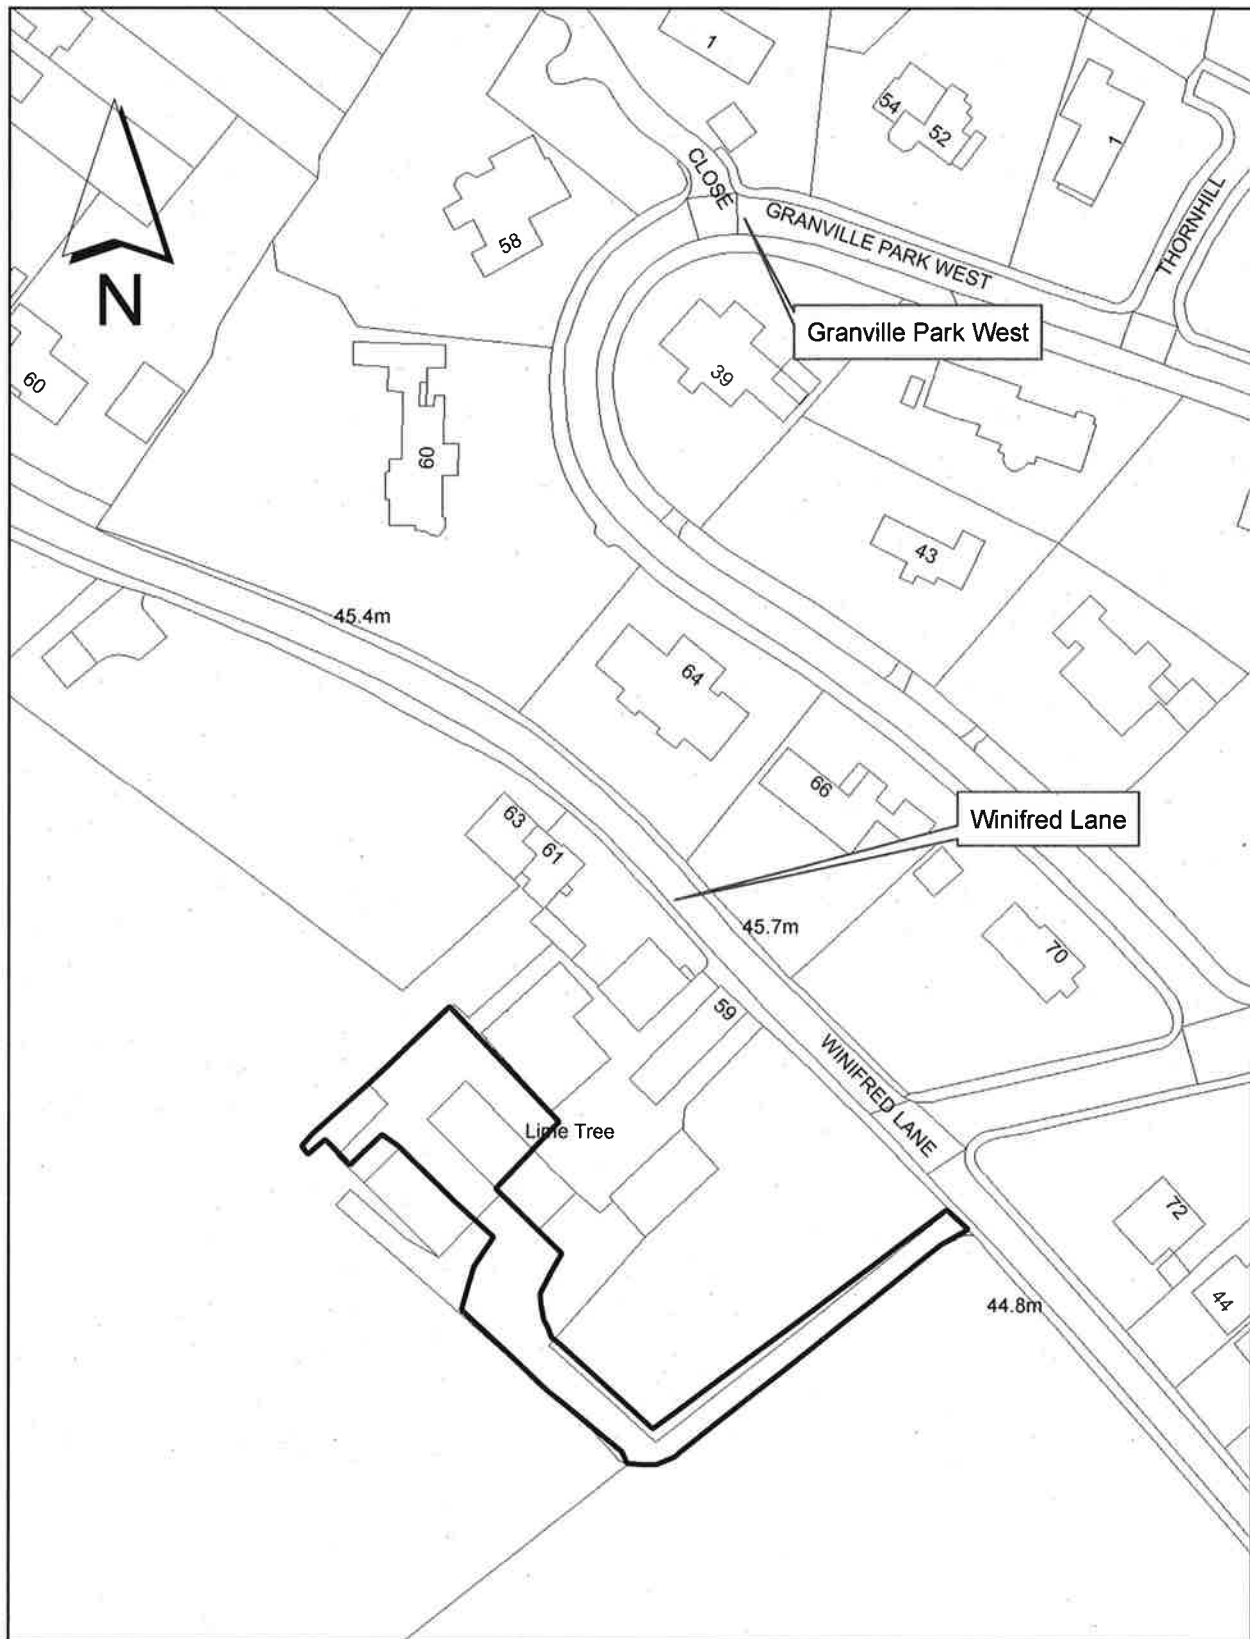 1
54
52
1
CLOSE
GRANVILLE PARK WEST
THORNHILL
58
N
Granville Park West
60
39
60
43
45.4m
64
66
63
61
Winifred Lane
45.7m
70
59
WINIFRED LANE
Lime Tree
72
44
44.8m